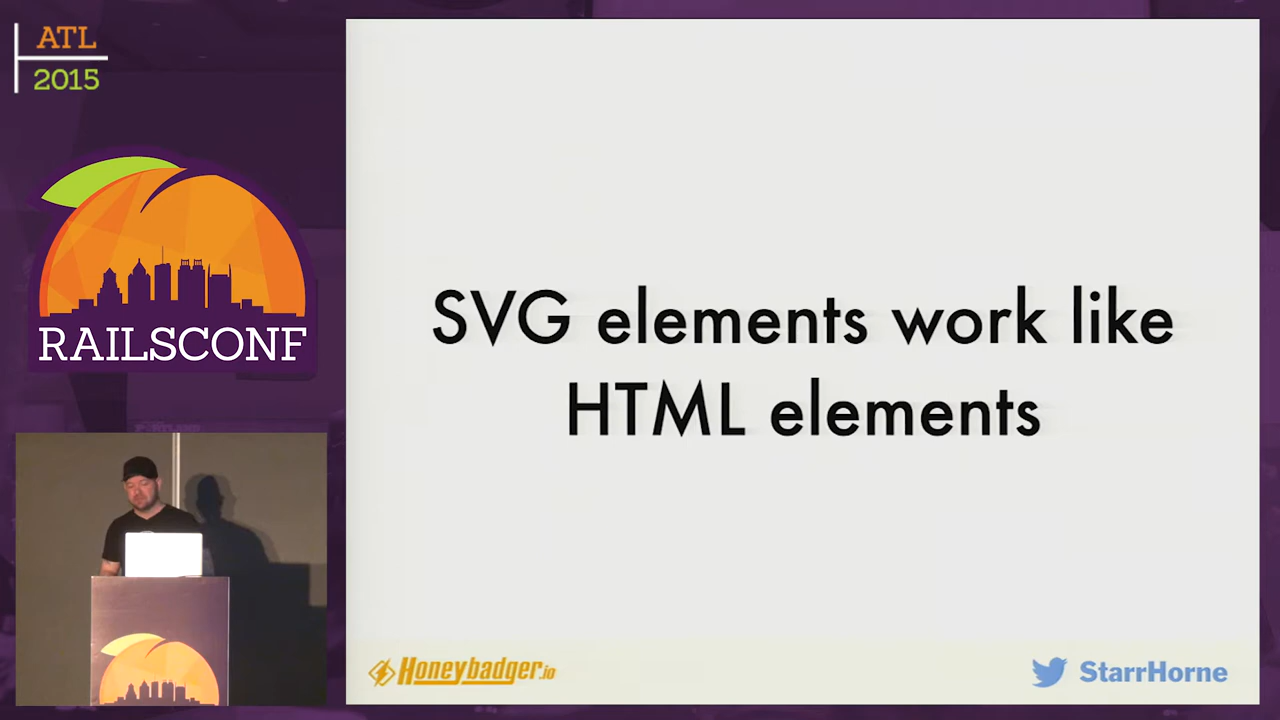 ATL
2015
RAILSCONF
SVG elements work like
HTML elements
Honeybadger.io
StarrHorne